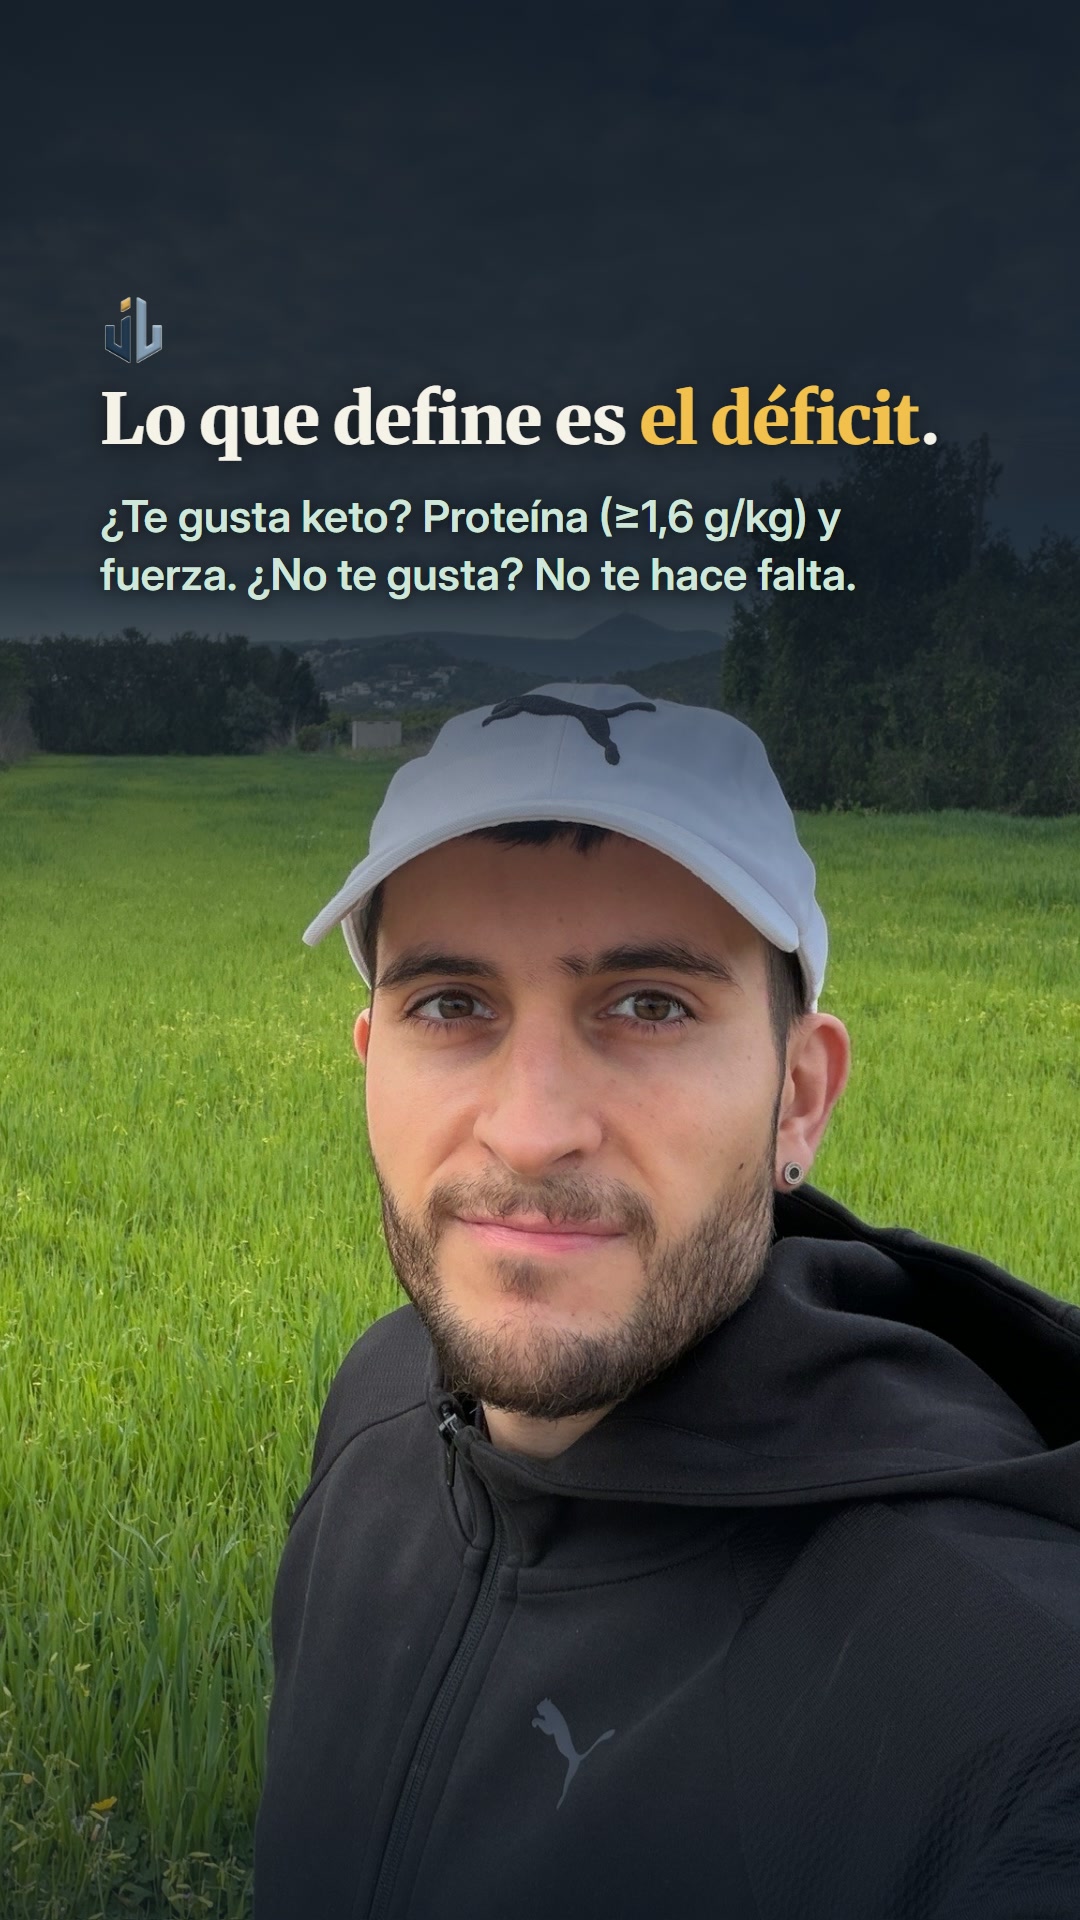 Lo que define es el déficit.
¿Te gusta keto? Proteína (≥1,6 g/kg) y
fuerza. ¿No te gusta? No te hace falta.